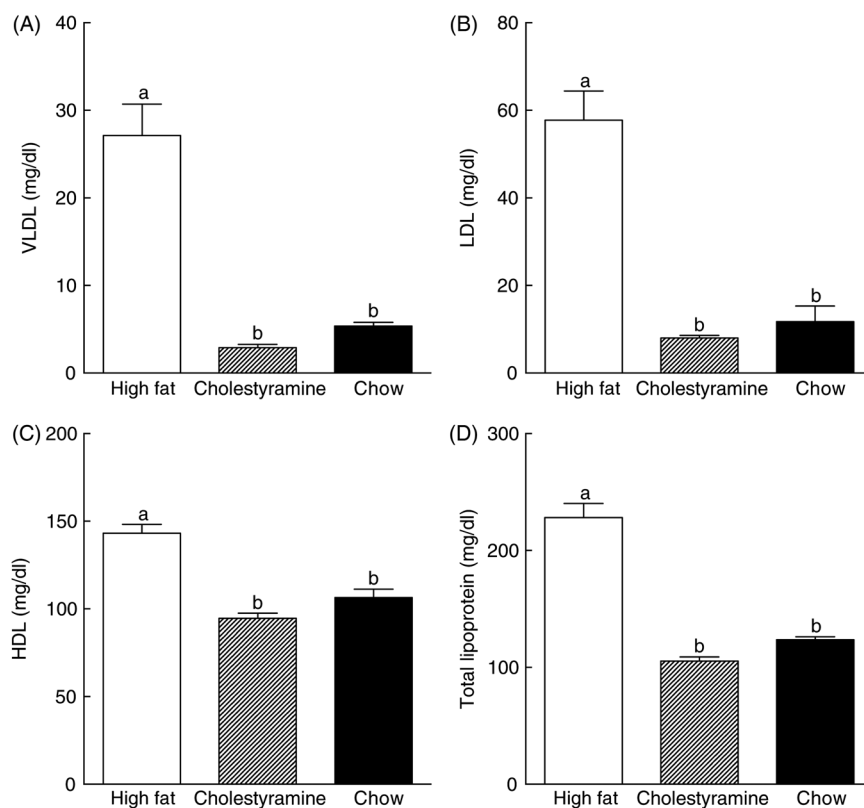 (A)
VLDL (mg/dl)
40
30
20
10
0
a
b
b
High fat Cholestyramine Chow
(B)
LDL (mg/dl)
80
60
40
20
0
a
b
b
High fat Cholestyramine Chow
(C)
HDL (mg/dl)
200
150
100
50
0
a
b
b
High fat Cholestyramine Chow
(D)
Total lipoprotein (mg/dl)
300
200
100
0
a
b
b
High fat Cholestyramine Chow